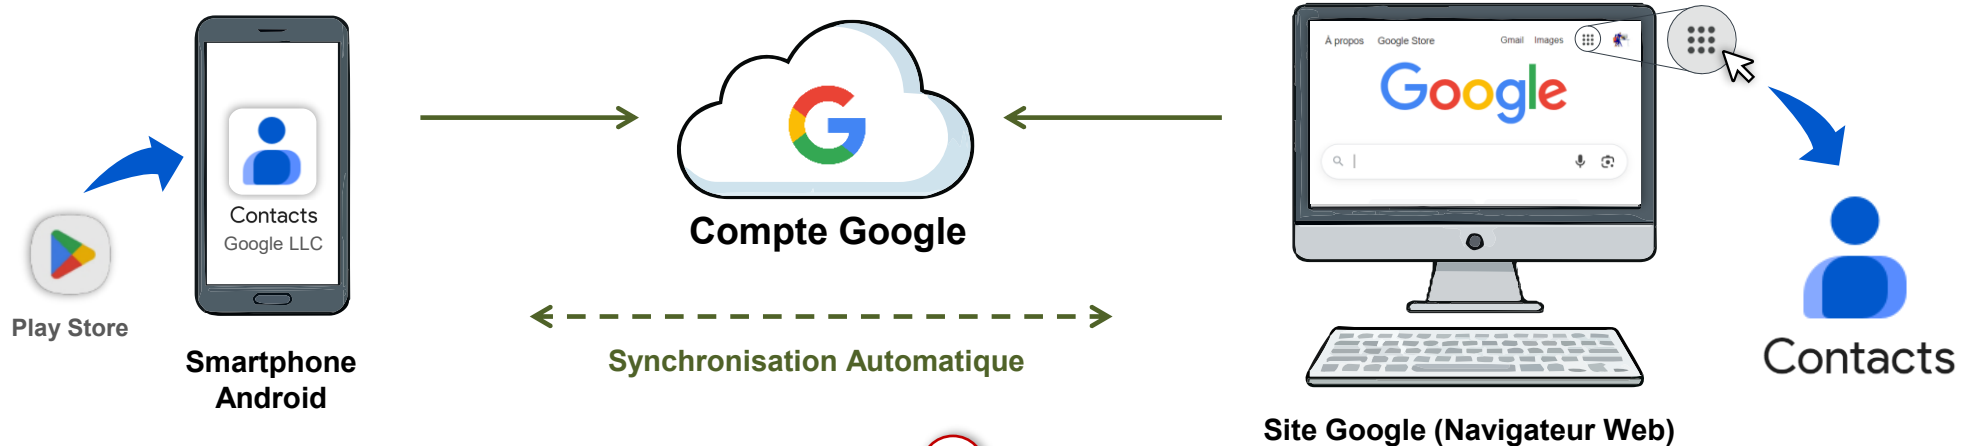 Play Store
Contacts
Google LLC
Smartphone
Android
G
Compte Google
Synchronisation Automatique
À propos Google Store Gmail Images
Google
Site Google (Navigateur Web)
Contacts